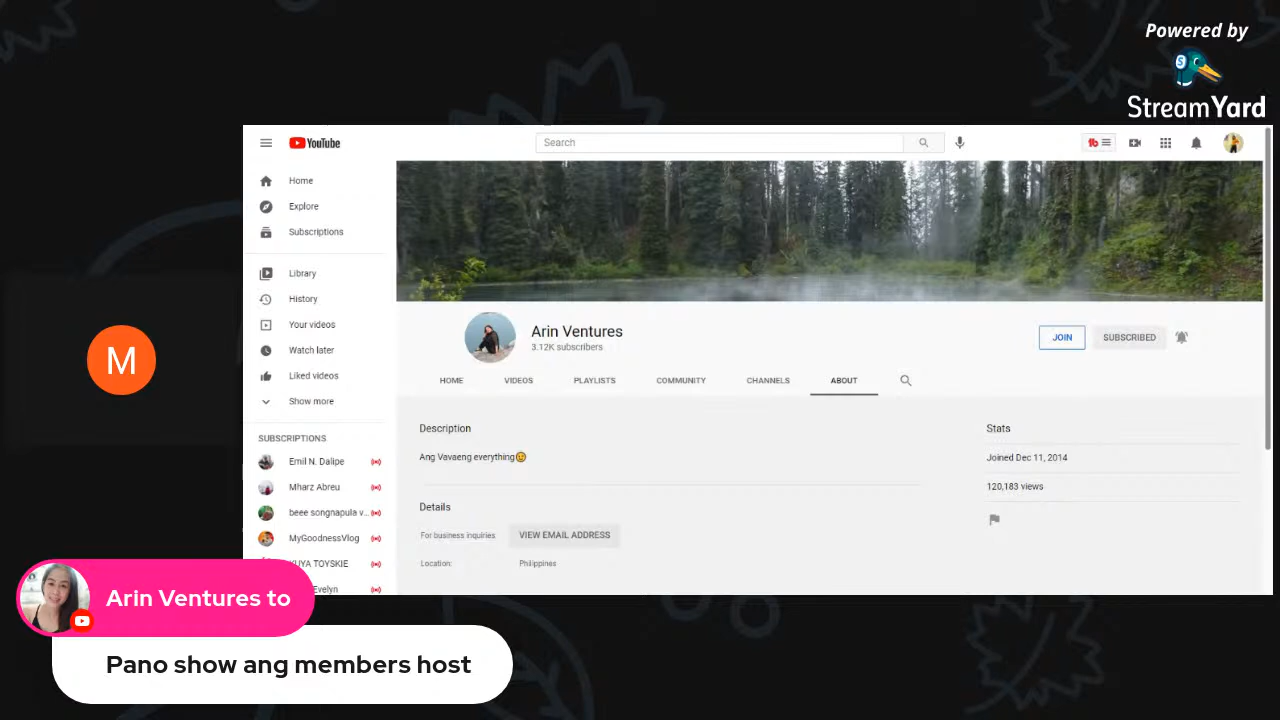 Powered by
StreamYard
YouTube
Search
Home
Explore
Subscriptions
Library
History
Your videos
Watch later
Liked videos
Show more
SUBSCRIPTIONS
Emil N. Dalipe
Mharz Abreu
beee songnapula v...
MyGoodnessVlog
TOYSKIE
Evelyn
Arin Ventures
3.12K subscribers
JOIN
SUBSCRIBED
HOME VIDEOS PLAYLISTS COMMUNITY CHANNELS ABOUT
Description
Ang Vavaeng everything😉
Details
For business inquiries: VIEW EMAIL ADDRESS
Location: Philippines
Stats
Joined Dec 11, 2014
120,183 views
M
Arin Ventures to
Pano show ang members host